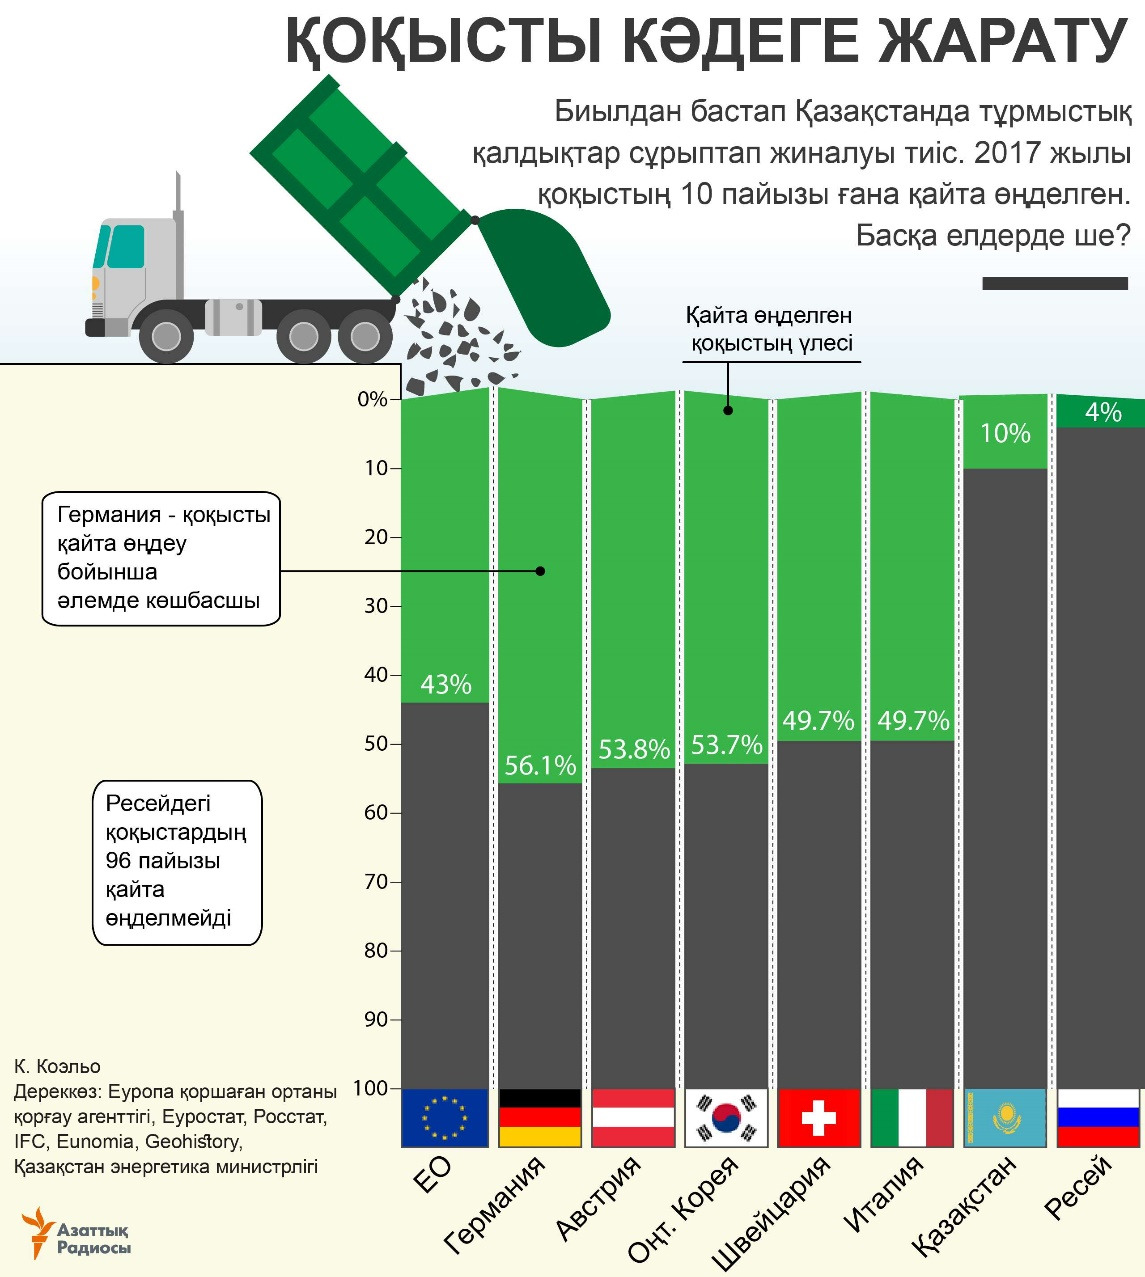 ҚОҚЫСТЫ КӘДЕГЕ ЖАРАТУ
Биылдан бастап Қазақстанда тұрмыстық
қалдықтар сұрыптап жиналуы тиіс. 2017 жылы
қоқыстың 10 пайызы ғана қайта өңделген.
Басқа елдерде ше?
Қайта өңделген
қоқыстың үлесі
0%
10
20
30
40
50
60
70
80
90
100
43%
56.1%
53.8%
53.7%
49.7%
49.7%
10%
4%
Германия - қоқысты
қайта өңдеу
бойынша
әлемде көшбасшы
Ресейдегі
қоқыстардың
96 пайызы
қайта
өңделмейді
ЕО
Германия
Австрия
Оңт. Корея
Швейцария
Италия
Қазақстан
Ресей
К. Коэльо
Дереккөз: Еуропа қоршаған ортаны
қорғау агенттігі, Еуростат, Росстат,
IFC, Eunomia, Geohistory,
Қазақстан энергетика министрлігі
Азаттық
Радиосы